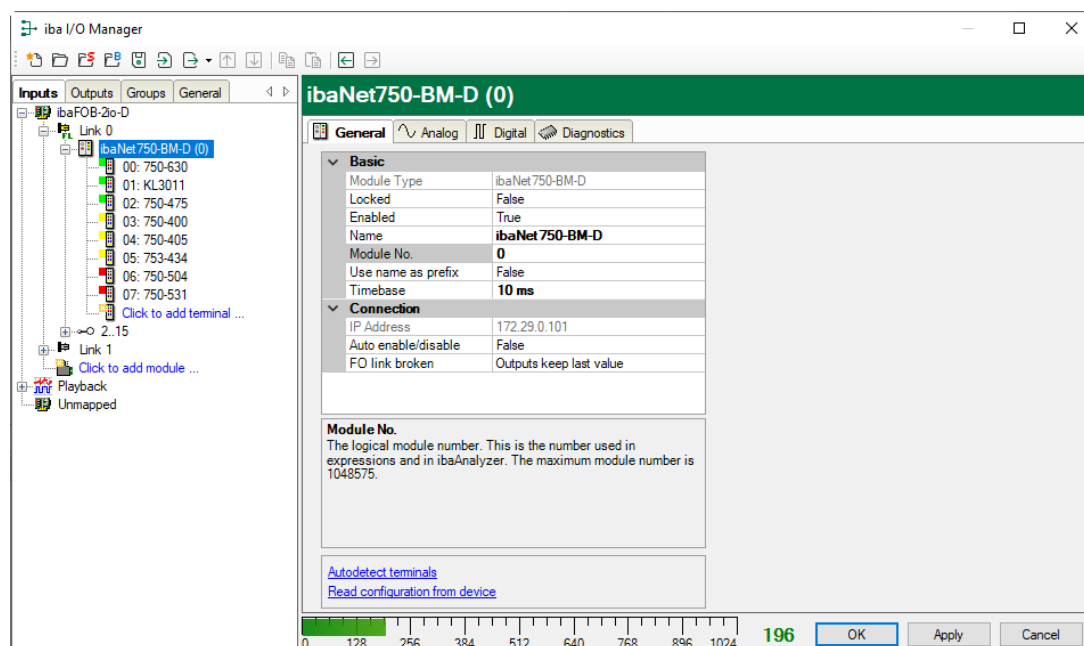 iba I/O Manager
Inputs Outputs Groups General
ibaFOB-2io-D
Link 0
ibaNet750-BM-D (0)
00: 750-630
01: KL3011
02: 750-475
03: 750-400
04: 750-405
05: 753-434
06: 750-504
07: 750-531
Click to add terminal ...
2..15
Link 1
Click to add module ...
Playback
Unmapped
ibaNet750-BM-D (0)
General Analog Digital Diagnostics
Basic
Module Type ibaNet750-BM-D
Locked False
Enabled True
Name ibaNet750-BM-D
Module No. 0
Use name as prefix False
Timebase 10 ms
Connection
IP Address 172.29.0.101
Auto enable/disable False
FO link broken Outputs keep last value
Module No.
The logical module number. This is the number used in
expressions and in ibaAnalyzer. The maximum module number is
1048575.
Autodetect terminals
Read configuration from device
0 128 256 384 512 640 768 896 1024
196 OK Apply Cancel